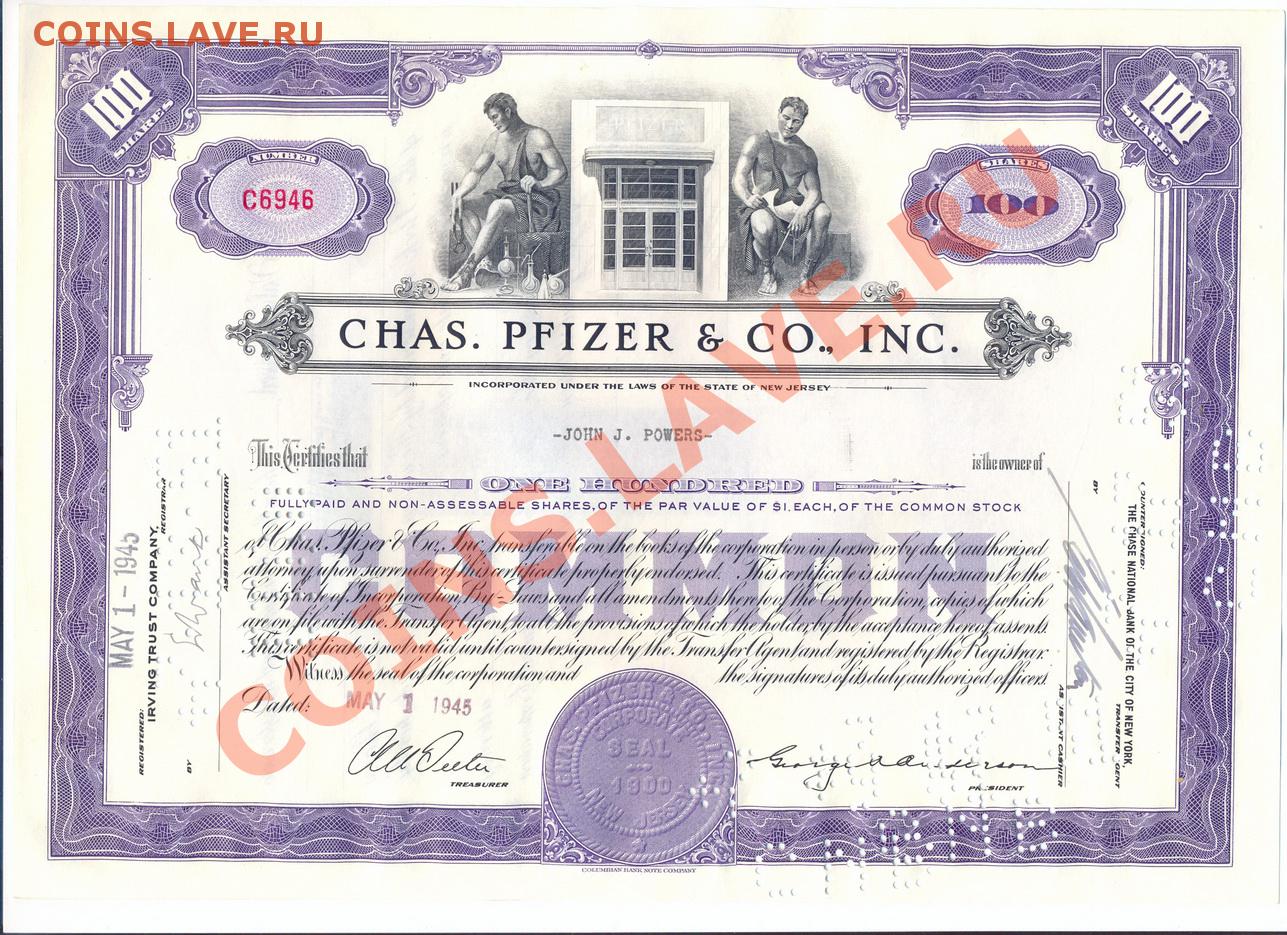 COINS.LAVE.RU
100 SHARES
100 SHARES
NUMBER
C6946
PFIZER
SHARES
100
CHAS. PFIZER & CO., INC.
INCORPORATED UNDER THE LAWS OF THE STATE OF NEW JERSEY
-JOHN J. POWERS-
This Certifies that
is the owner of
ONE HUNDRED
FULLY PAID AND NON-ASSESSABLE SHARES, OF THE PAR VALUE OF $1. EACH, OF THE COMMON STOCK
of Chas. Pfizer & Co., Inc., transferable on the books of the corporation in person or by duly authorized
attorney upon surrender of this certificate properly endorsed. This certificate is issued pursuant to the
Certificate of Incorporation, By-Laws and all amendments thereof of the Corporation, copies of which
are on file with the Transfer Agent, to all the provisions of which the holder, by the acceptance hereof, assents.
This certificate is not valid until countersigned by the Transfer Agent and registered by the Registrar.
Witness the seal of the corporation and the signatures of its duly authorized officers.
Dated: MAY 1 1945
TREASURER
George A Anderson
PRESIDENT
CHAS. PFIZER & CO., INC.
CORPORATE
SEAL
1900
NEW JERSEY
COLUMBIAN BANK NOTE COMPANY
MAY 1 - 1945
REGISTERED:
IRVING TRUST COMPANY,
REGISTRAR
BY
ASSISTANT SECRETARY
COUNTERSIGNED:
THE CHASE NATIONAL BANK OF THE CITY OF NEW YORK,
TRANSFER AGENT
BY
ASSISTANT CASHIER
COINS.LAVE.RU